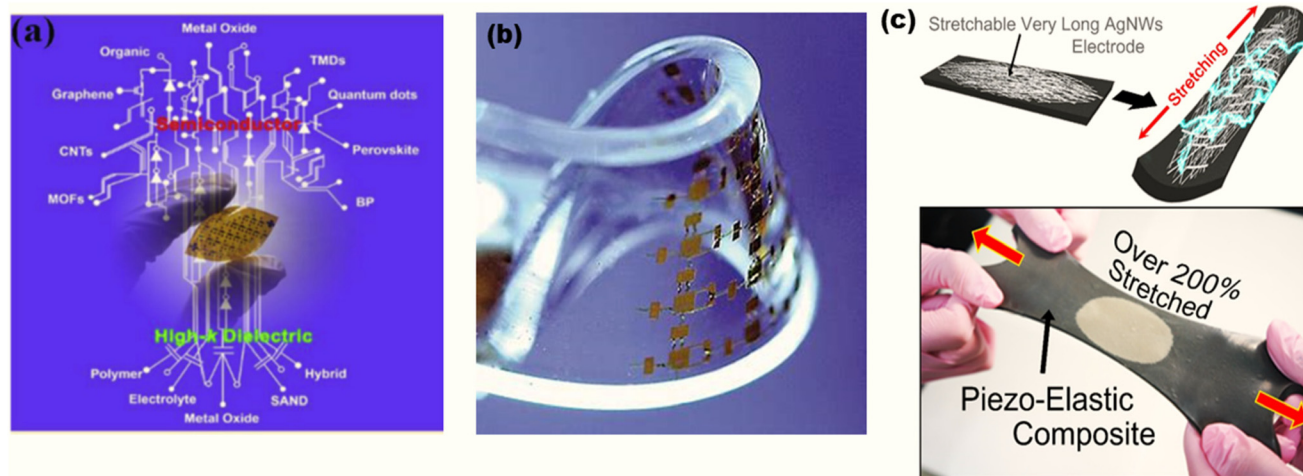 (a)
Metal Oxide
Organic
TMDs
Graphene
Quantum dots
Semiconductor
CNTs
Perovskite
MOFs
BP
High-k Dielectric
Polymer
Hybrid
Electrolyte
SAND
Metal Oxide
(b)
(c)
Stretchable Very Long AgNWs
Electrode
Stretching
Over 200%
Stretched
Piezo-Elastic
Composite